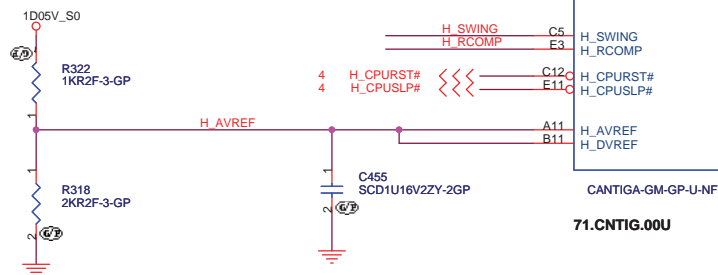 1D05V_S0
G/P
2
R322
1KR2F-3-GP
1
H_SWING
C5
H_SWING
H_RCOMP
E3
H_RCOMP
4 H_CPURST#
C12
H_CPURST#
4 H_CPUSLP#
E11
H_CPUSLP#
H_AVREF
A11
H_AVREF
B11
H_DVREF
1
R318
2KR2F-3-GP
2
G/P
1
C455
SCD1U16V2ZY-2GP
2
G/P
CANTIGA-GM-GP-U-NF
71.CNTIG.00U